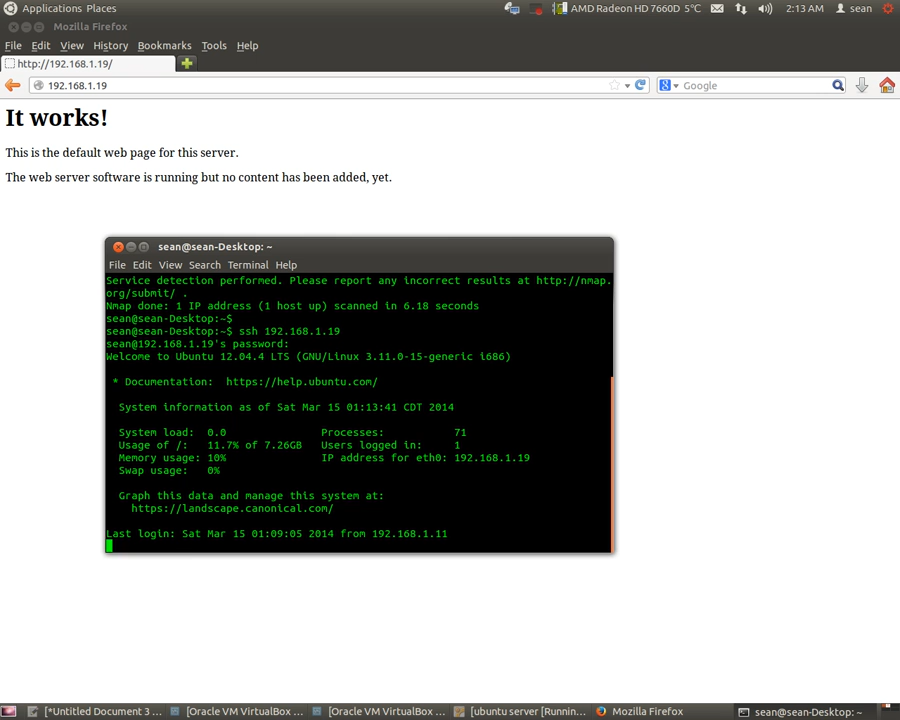 Applications Places
AMD Radeon HD 7660D 5°C
2:13 AM
sean
Mozilla Firefox
File Edit View History Bookmarks Tools Help
http://192.168.1.19/
192.168.1.19
Google
It works!
This is the default web page for this server.
The web server software is running but no content has been added, yet.
sean@sean-Desktop: ~
File Edit View Search Terminal Help
Service detection performed. Please report any incorrect results at http://nmap.
org/submit/ .
Nmap done: 1 IP address (1 host up) scanned in 6.18 seconds
sean@sean-Desktop:~$
sean@sean-Desktop:~$ ssh 192.168.1.19
sean@192.168.1.19's password:
Welcome to Ubuntu 12.04.4 LTS (GNU/Linux 3.11.0-15-generic i686)
* Documentation: https://help.ubuntu.com/
System information as of Sat Mar 15 01:13:41 CDT 2014
System load: 0.0 Processes: 71
Usage of /: 11.7% of 7.26GB Users logged in: 1
Memory usage: 10% IP address for eth0: 192.168.1.19
Swap usage: 0%
Graph this data and manage this system at:
https://landscape.canonical.com/
Last login: Sat Mar 15 01:09:05 2014 from 192.168.1.11
[*Untitled Document 3 ... [Oracle VM VirtualBox ... [Oracle VM VirtualBox ... [ubuntu server [Runnin... Mozilla Firefox sean@sean-Desktop: ~